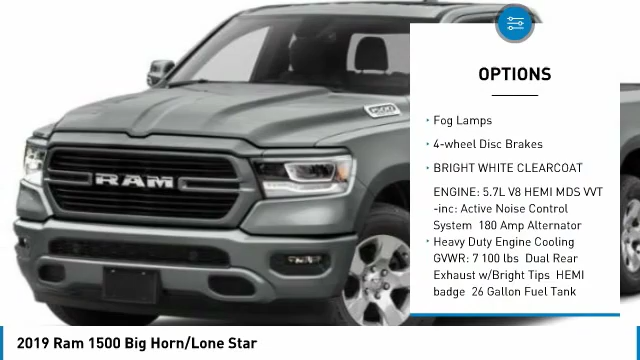 OPTIONS
Fog Lamps
4-wheel Disc Brakes
BRIGHT WHITE CLEARCOAT
ENGINE: 5.7L V8 HEMI MDS VVT
-inc: Active Noise Control
System 180 Amp Alternator
Heavy Duty Engine Cooling
GVWR: 7 100 lbs Dual Rear
Exhaust w/Bright Tips HEMI
badge 26 Gallon Fuel Tank
RAM
1500
2019 Ram 1500 Big Horn/Lone Star